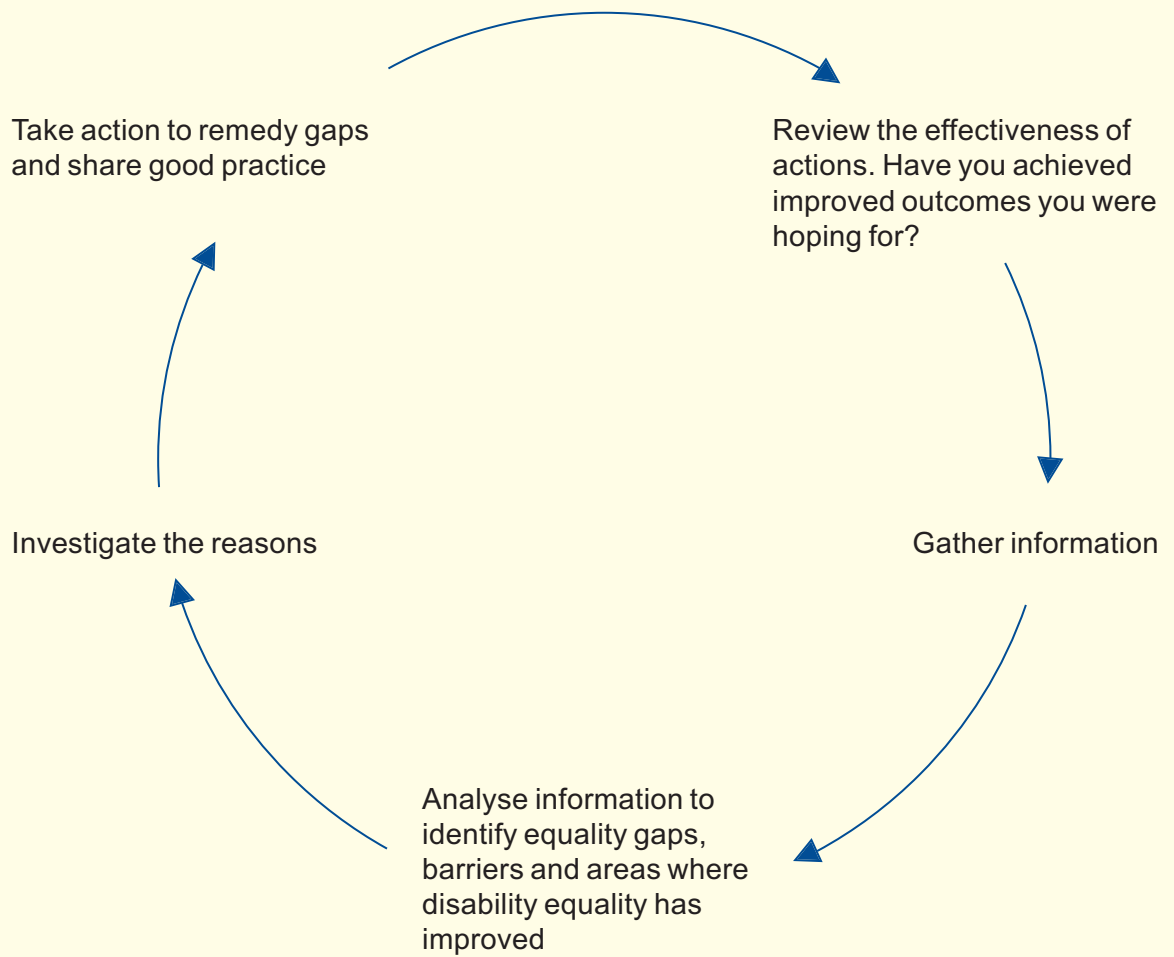 Take action to remedy gaps
and share good practice
Review the effectiveness of
actions. Have you achieved
improved outcomes you were
hoping for?
Investigate the reasons
Gather information
Analyse information to
identify equality gaps,
barriers and areas where
disability equality has
improved